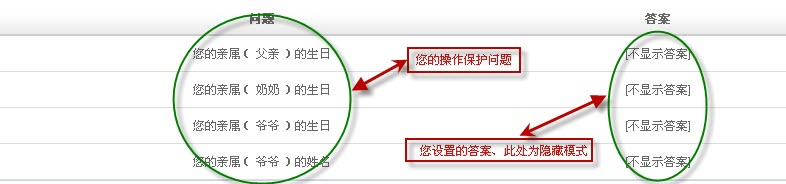 问题 答案
您的亲属（ 父亲 ）的生日 [不显示答案]
您的操作保护问题
您的亲属（ 奶奶 ）的生日 [不显示答案]
您的亲属（ 爷爷 ）的生日 [不显示答案]
您设置的答案、此处为隐藏模式
您的亲属（ 爷爷 ）的姓名 [不显示答案]